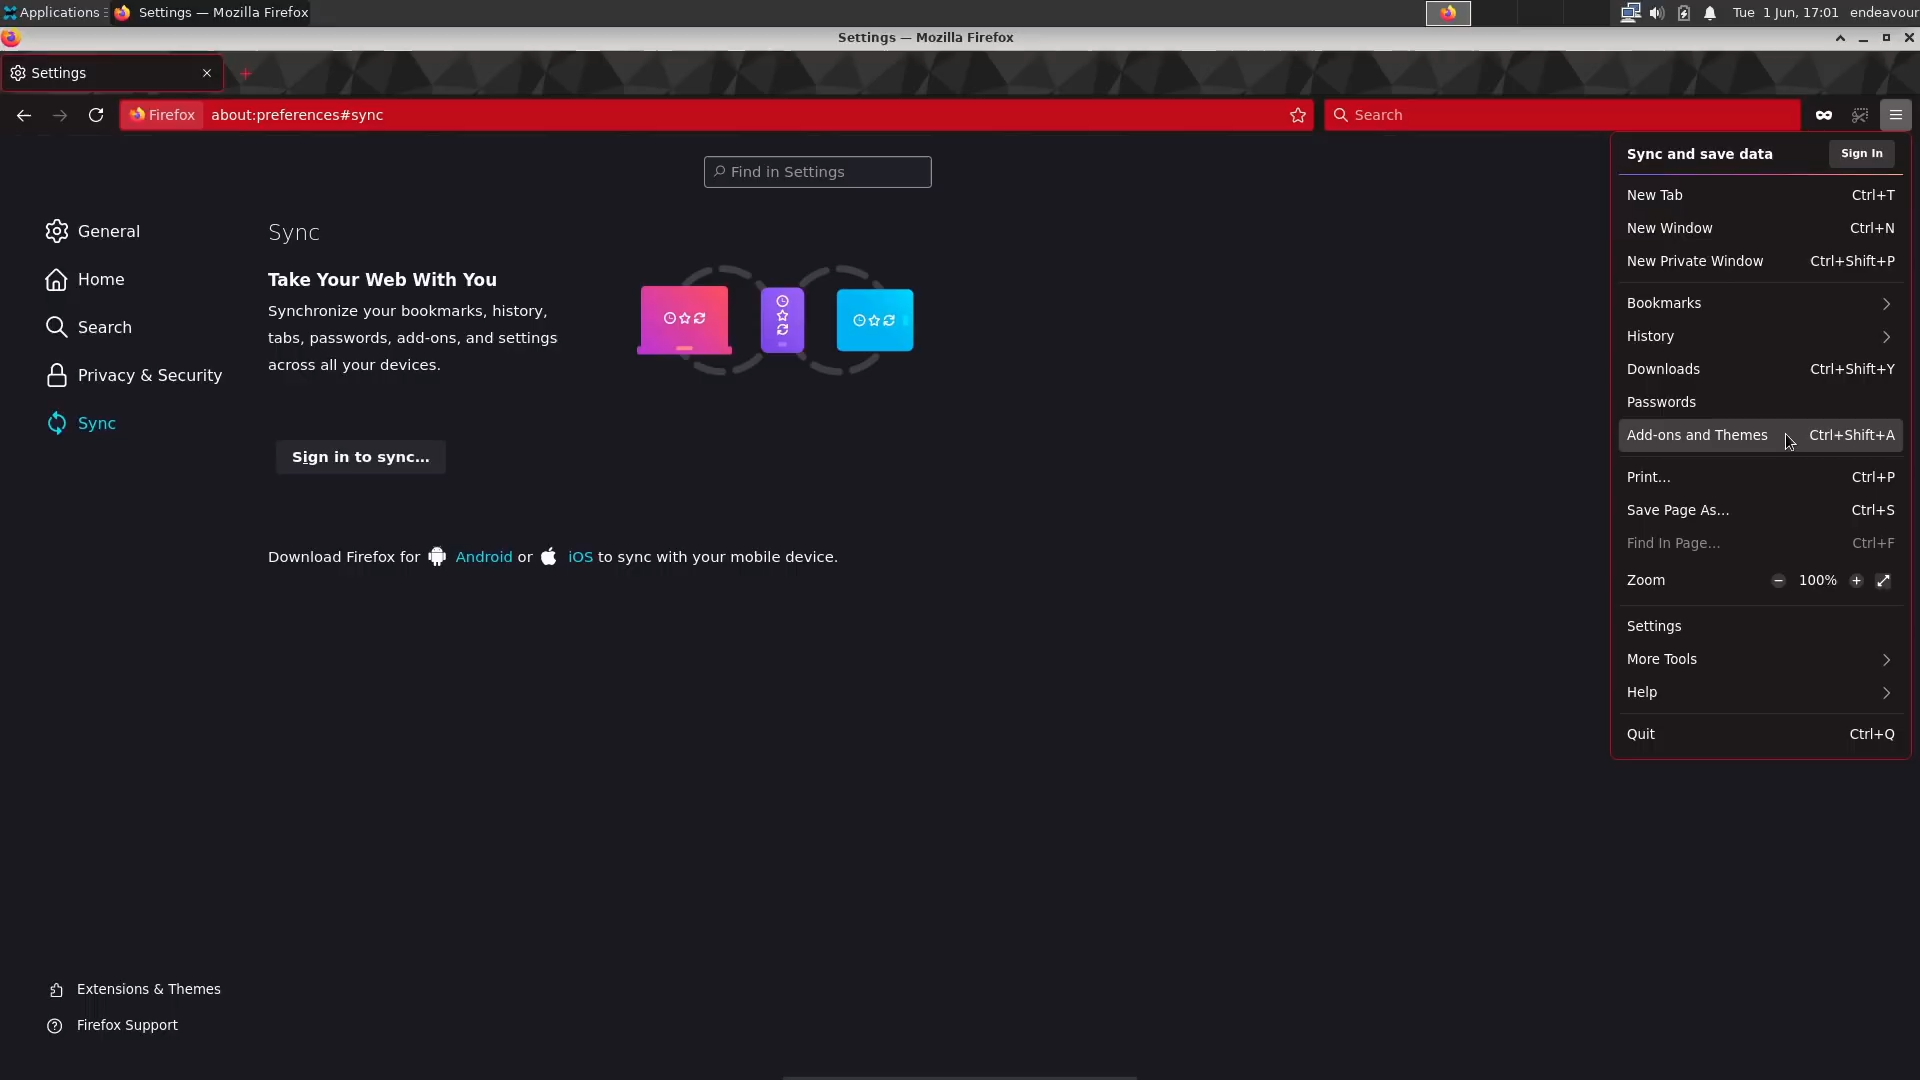 Applications
Settings — Mozilla Firefox
Tue 1 Jun, 17:01
endeavour
Settings — Mozilla Firefox
Settings
Firefox
about:preferences#sync
Search
Find in Settings
General
Home
Search
Privacy & Security
Sync
Sync
Take Your Web With You
Synchronize your bookmarks, history,
tabs, passwords, add-ons, and settings
across all your devices.
Sign in to sync…
Download Firefox for Android or iOS to sync with your mobile device.
Extensions & Themes
Firefox Support
Sync and save data Sign In
New Tab Ctrl+T
New Window Ctrl+N
New Private Window Ctrl+Shift+P
Bookmarks
History
Downloads Ctrl+Shift+Y
Passwords
Add-ons and Themes Ctrl+Shift+A
Print… Ctrl+P
Save Page As… Ctrl+S
Find In Page… Ctrl+F
Zoom 100%
Settings
More Tools
Help
Quit Ctrl+Q